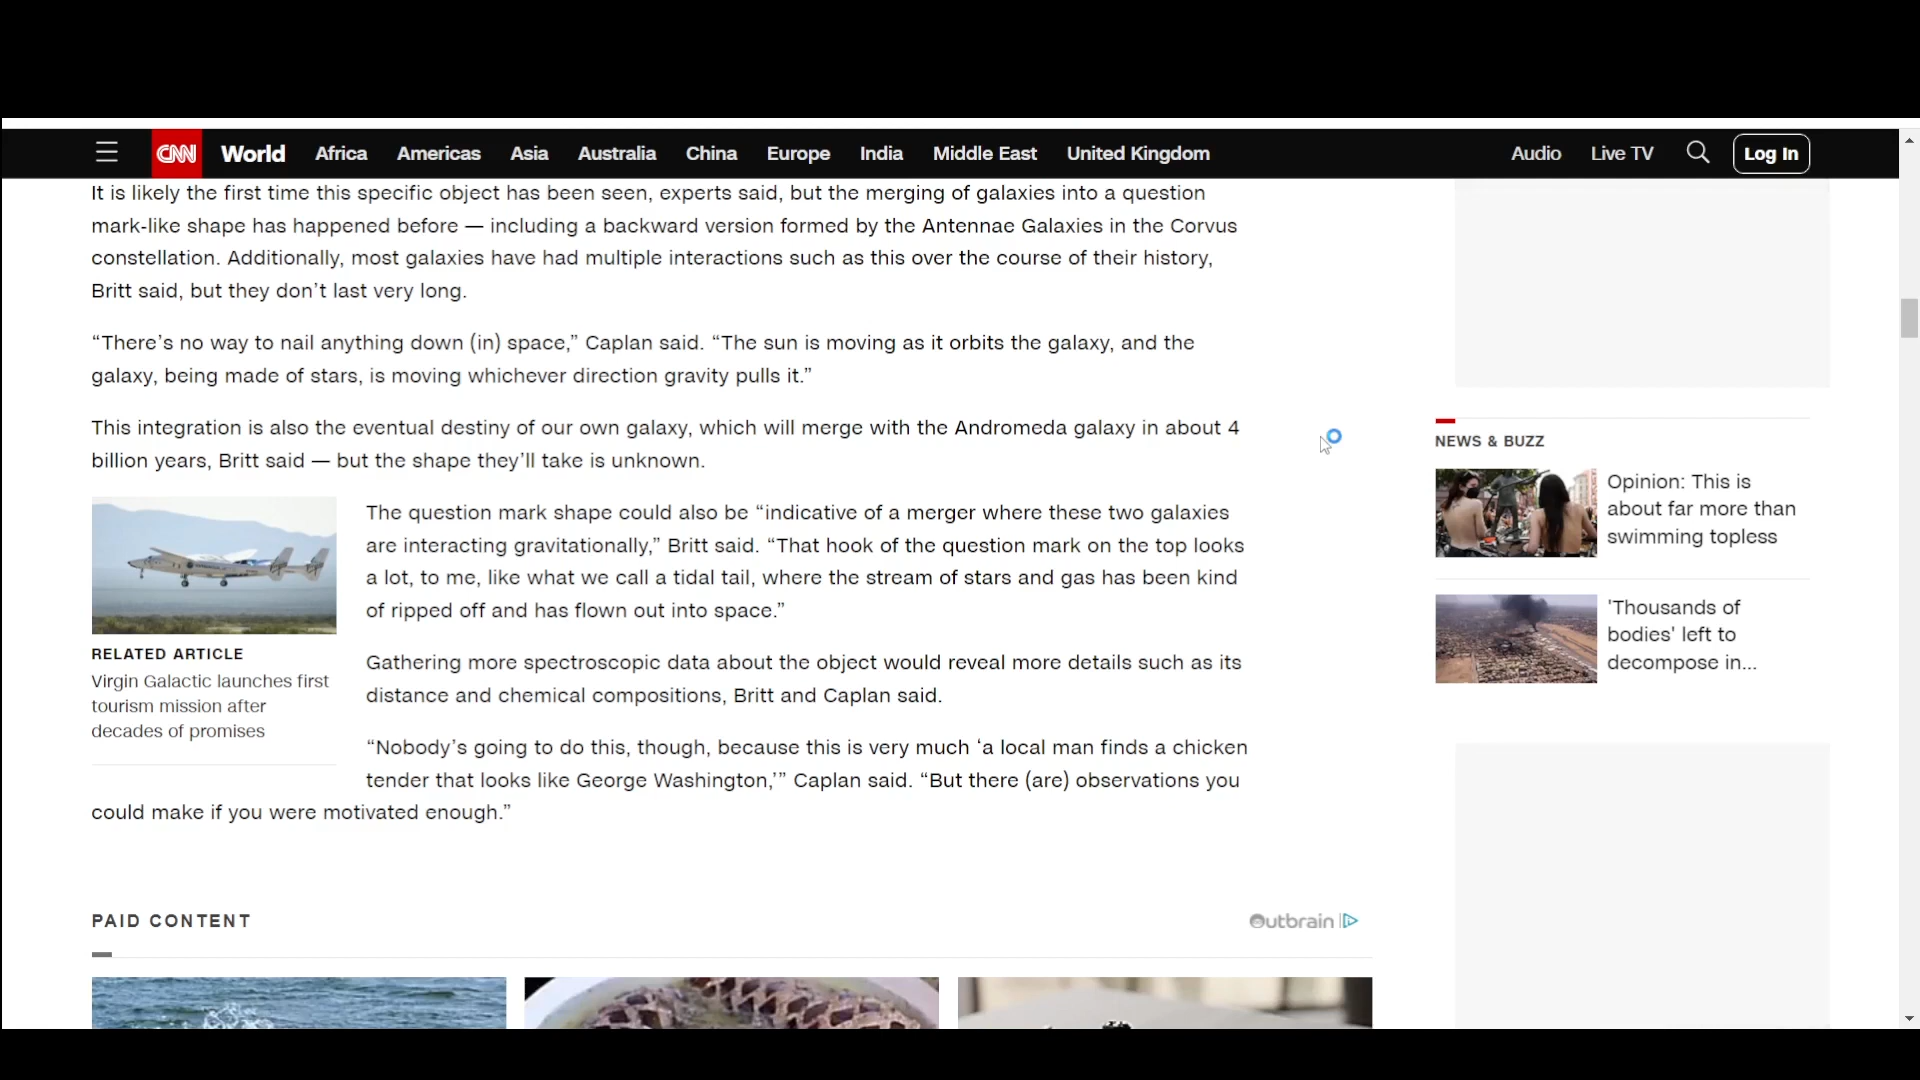 CNN World Africa Americas Asia Australia China Europe India Middle East United Kingdom Audio Live TV Log In
It is likely the first time this specific object has been seen, experts said, but the merging of galaxies into a question
mark-like shape has happened before — including a backward version formed by the Antennae Galaxies in the Corvus
constellation. Additionally, most galaxies have had multiple interactions such as this over the course of their history,
Britt said, but they don’t last very long.
“There’s no way to nail anything down (in) space,” Caplan said. “The sun is moving as it orbits the galaxy, and the
galaxy, being made of stars, is moving whichever direction gravity pulls it.”
This integration is also the eventual destiny of our own galaxy, which will merge with the Andromeda galaxy in about 4
billion years, Britt said — but the shape they’ll take is unknown.
The question mark shape could also be “indicative of a merger where these two galaxies
are interacting gravitationally,” Britt said. “That hook of the question mark on the top looks
a lot, to me, like what we call a tidal tail, where the stream of stars and gas has been kind
of ripped off and has flown out into space.”
RELATED ARTICLE
Virgin Galactic launches first
tourism mission after
decades of promises
Gathering more spectroscopic data about the object would reveal more details such as its
distance and chemical compositions, Britt and Caplan said.
“Nobody’s going to do this, though, because this is very much ‘a local man finds a chicken
tender that looks like George Washington,’” Caplan said. “But there (are) observations you
could make if you were motivated enough.”
NEWS & BUZZ
Opinion: This is
about far more than
swimming topless
'Thousands of
bodies' left to
decompose in...
PAID CONTENT
Outbrain